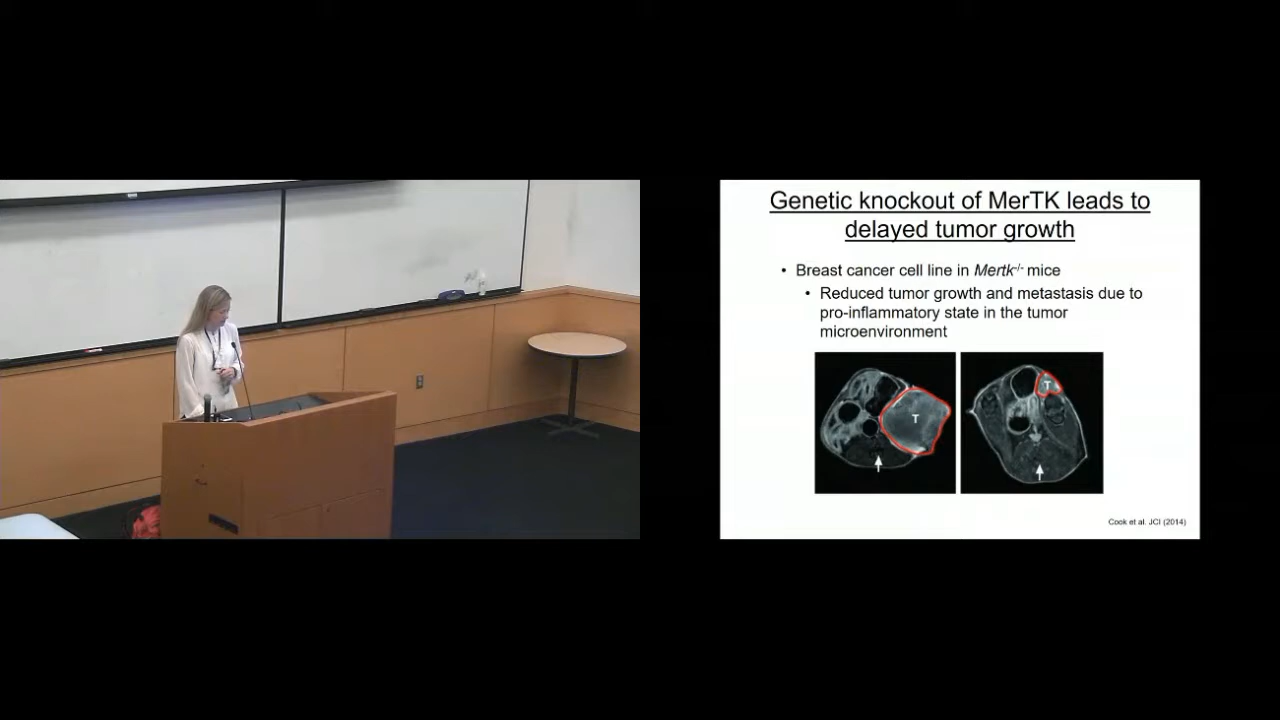 Genetic knockout of MerTK leads to
delayed tumor growth
• Breast cancer cell line in Mertk-/- mice
• Reduced tumor growth and metastasis due to
pro-inflammatory state in the tumor
microenvironment
T
T
Cook et al. JCI (2014)